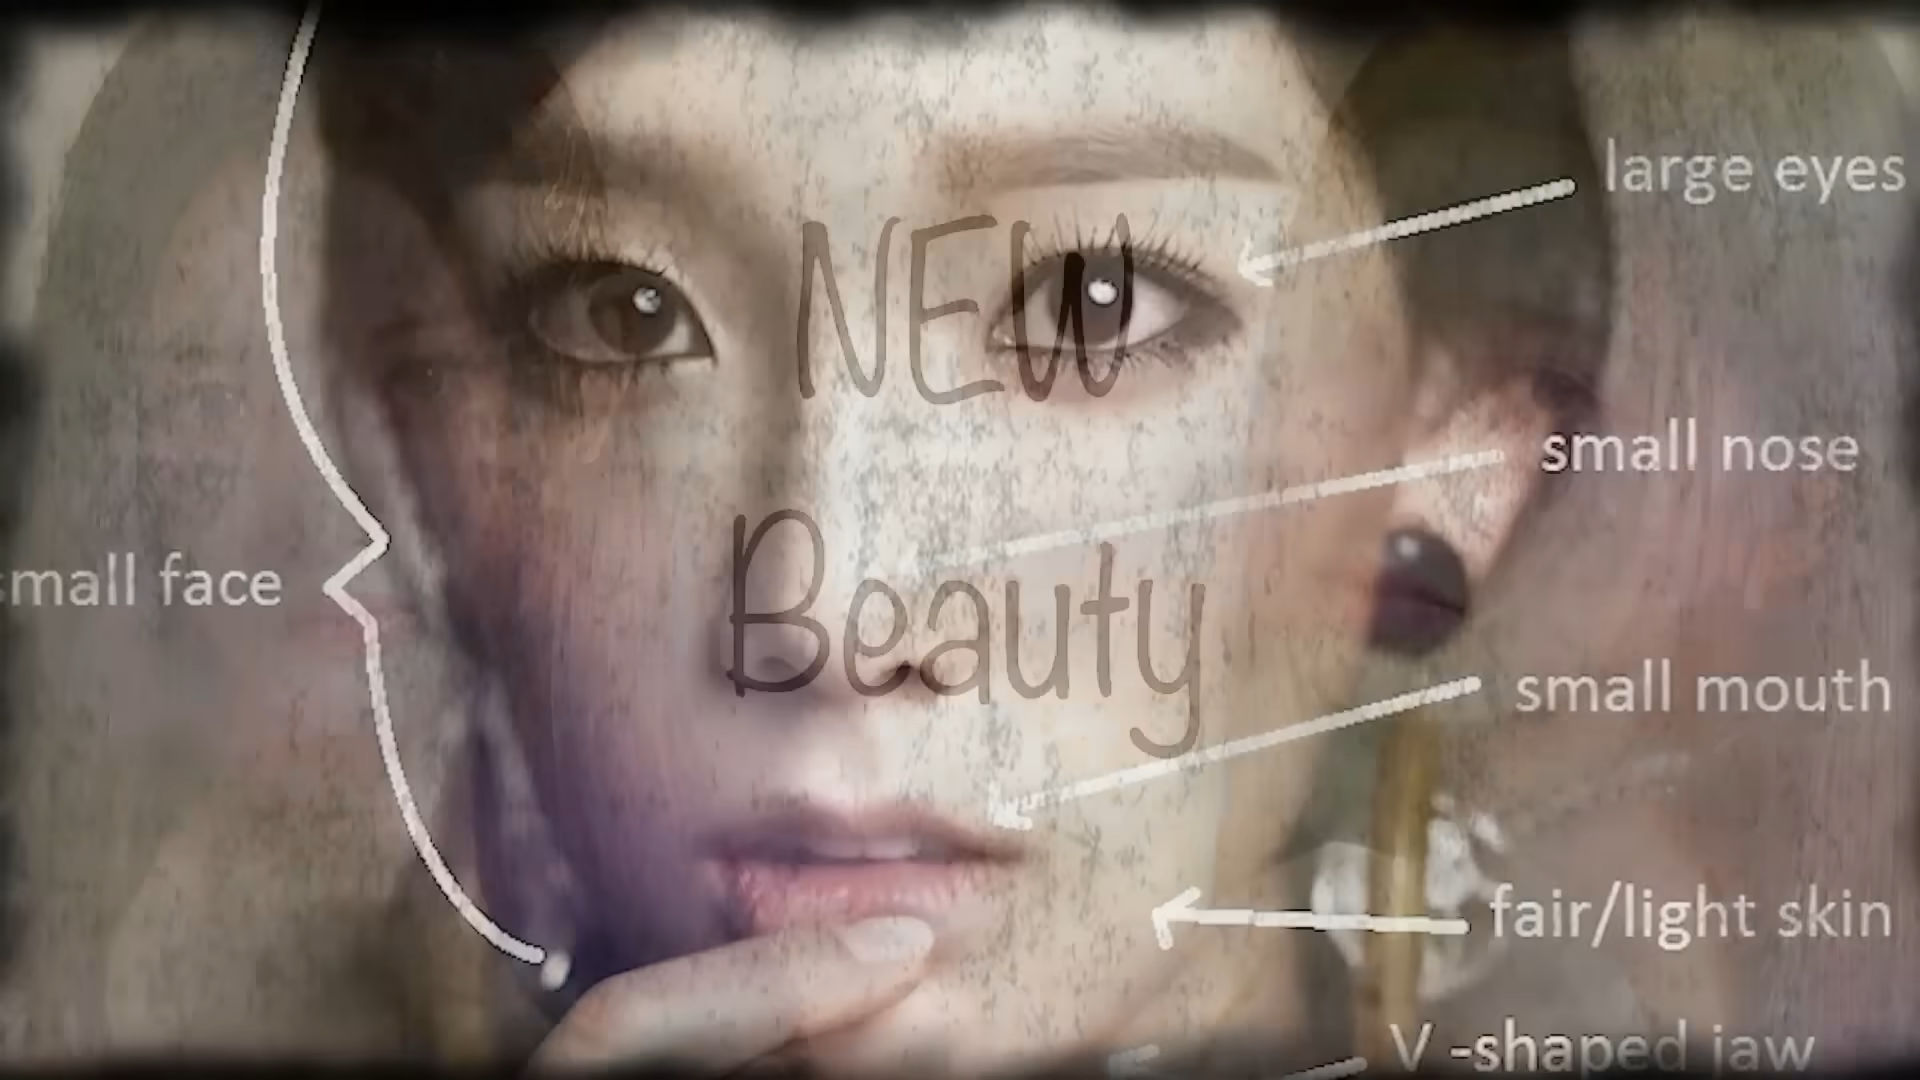 large eyes
NEW
small nose
small face
Beauty
small mouth
fair/light skin
V -shaped jaw